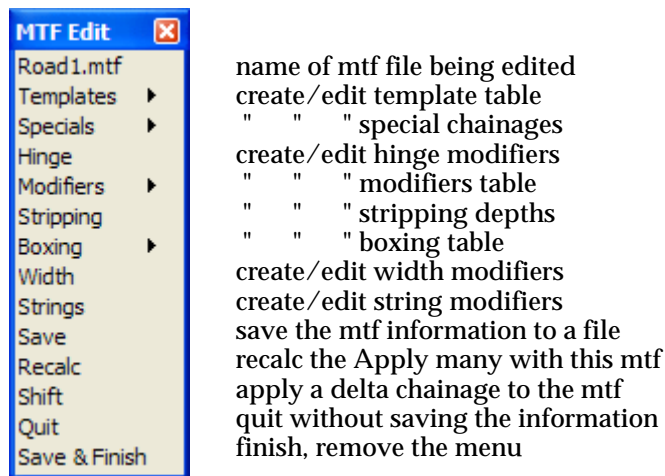 MTF Edit
Road1.mtf name of mtf file being edited
Templates create/edit template table
Specials " " " special chainages
Hinge create/edit hinge modifiers
Modifiers " " " modifiers table
Stripping " " " stripping depths
Boxing " " " boxing table
Width create/edit width modifiers
Strings create/edit string modifiers
Save save the mtf information to a file
Recalc recalc the Apply many with this mtf
Shift apply a delta chainage to the mtf
Quit quit without saving the information
Save & Finish finish, remove the menu